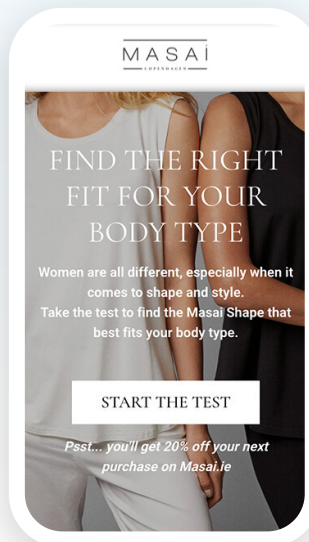 MASAI
COPENHAGEN
FIND THE RIGHT
FIT FOR YOUR
BODY TYPE
Women are all different, especially when it
comes to shape and style.
Take the test to find the Masai Shape that
best fits your body type.
START THE TEST
Psst... you'll get 20% off your next
purchase on Masai.ie